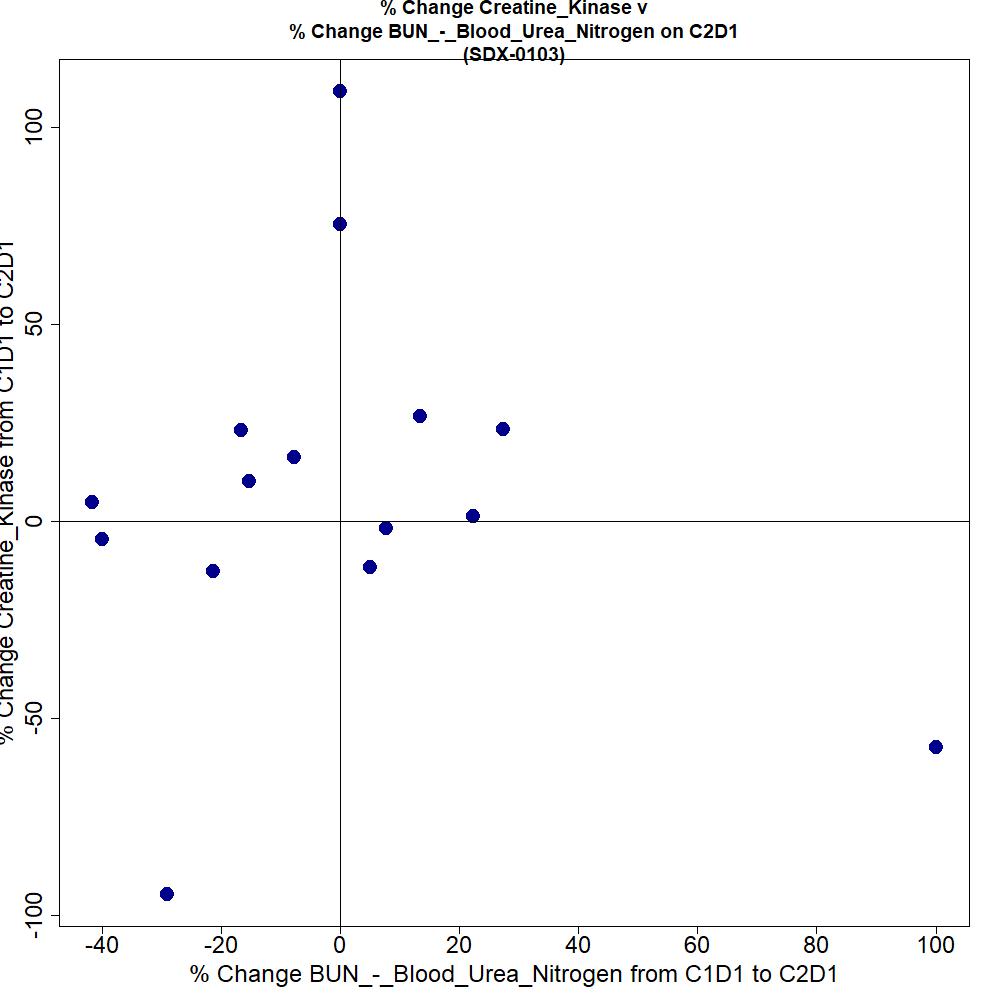 % Change Creatine_Kinase v
% Change BUN_-_Blood_Urea_Nitrogen on C2D1
(SDX-0103)
% Change Creatine_Kinase from C1D1 to C2D1
100
50
0
-50
-100
-40 -20 0 20 40 60 80 100
% Change BUN_-_Blood_Urea_Nitrogen from C1D1 to C2D1